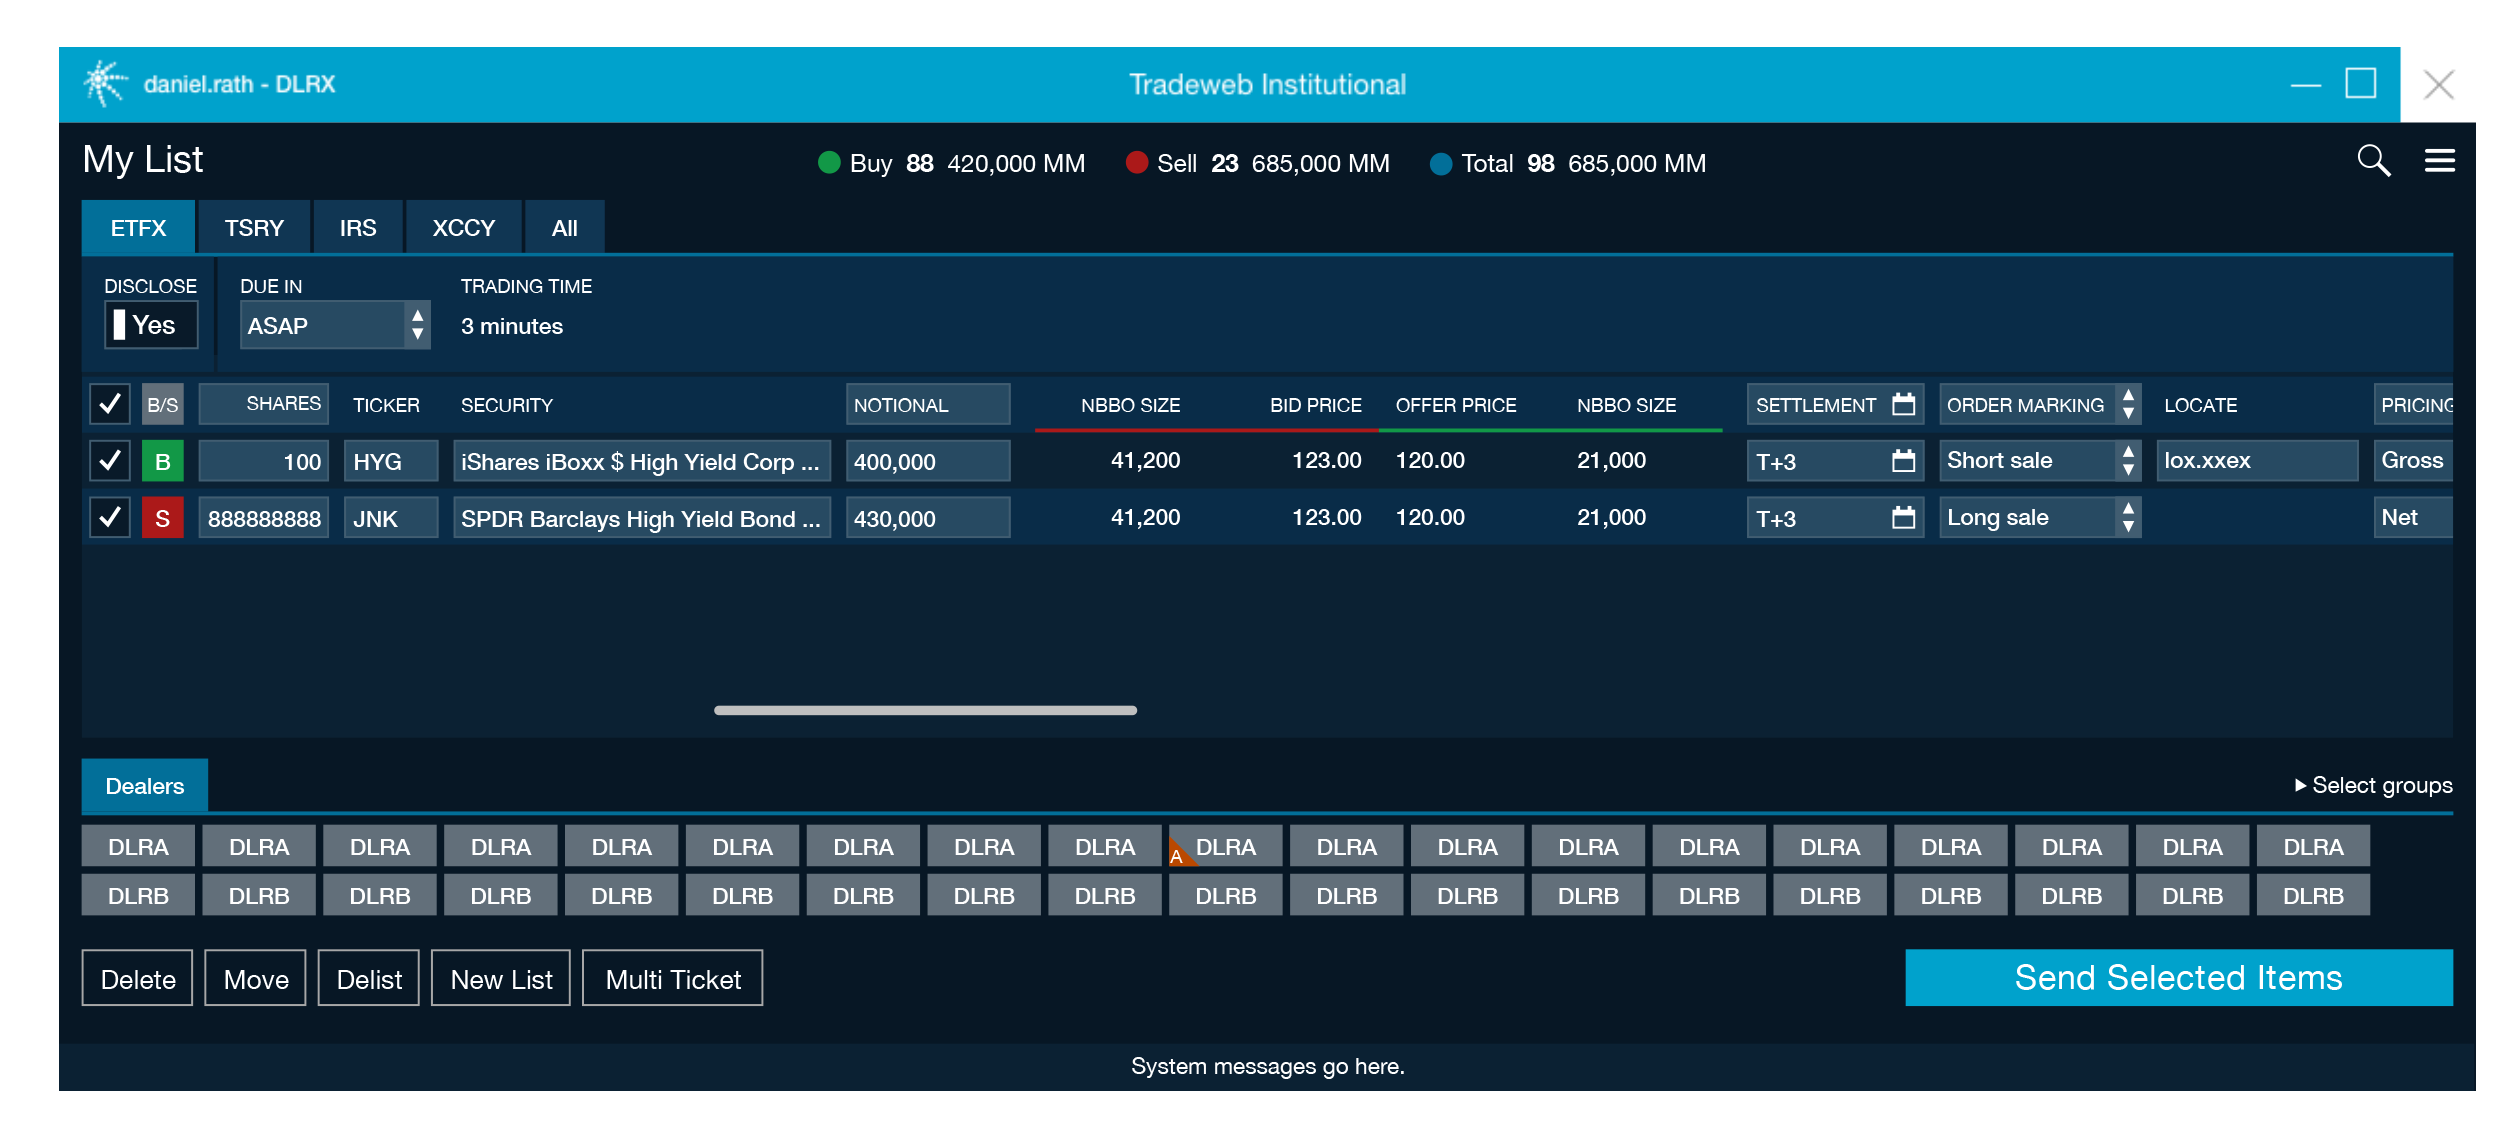 daniel.rath - DLRX Tradeweb Institutional
My List Buy 88 420,000 MM Sell 23 685,000 MM Total 98 685,000 MM
ETFX TSRY IRS XCCY All
DISCLOSE DUE IN TRADING TIME
Yes ASAP 3 minutes
B/S SHARES TICKER SECURITY NOTIONAL NBBO SIZE BID PRICE OFFER PRICE NBBO SIZE SETTLEMENT ORDER MARKING LOCATE PRICING
B 100 HYG iShares iBoxx $ High Yield Corp ... 400,000 41,200 123.00 120.00 21,000 T+3 Short sale lox.xxex Gross
S 888888888 JNK SPDR Barclays High Yield Bond ... 430,000 41,200 123.00 120.00 21,000 T+3 Long sale Net
Dealers Select groups
DLRA DLRA DLRA DLRA DLRA DLRA DLRA DLRA DLRA A DLRA DLRA DLRA DLRA DLRA DLRA DLRA DLRA DLRA DLRA
DLRB DLRB DLRB DLRB DLRB DLRB DLRB DLRB DLRB DLRB DLRB DLRB DLRB DLRB DLRB DLRB DLRB DLRB DLRB
Delete Move Delist New List Multi Ticket Send Selected Items
System messages go here.